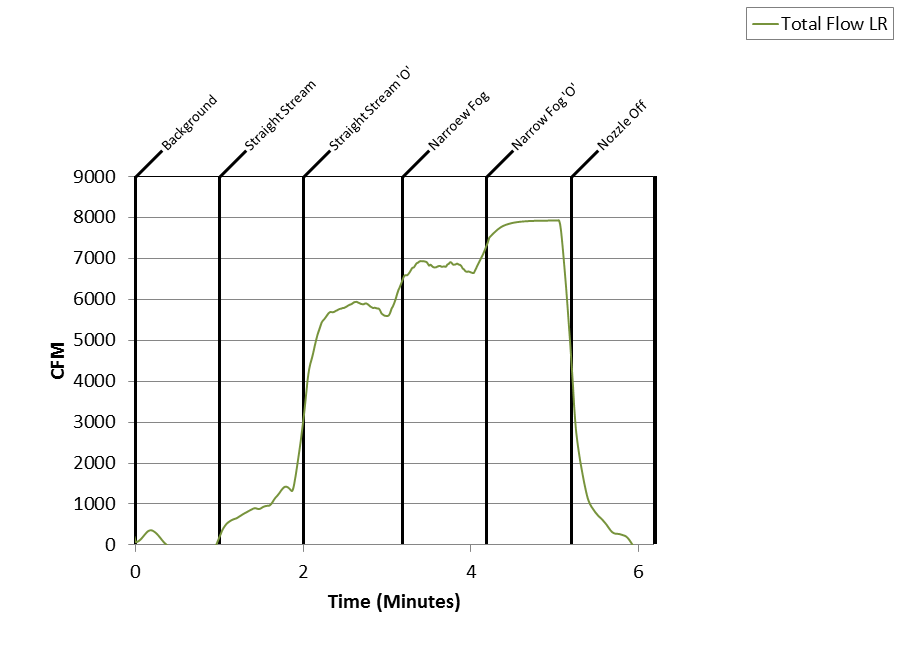 Total Flow LR
Background
Straight Stream
Straight Stream 'O'
Narroew Fog
Narrow Fog 'O'
Nozzle Off
9000
8000
7000
6000
5000
4000
3000
2000
1000
0
CFM
0 2 4 6
Time (Minutes)